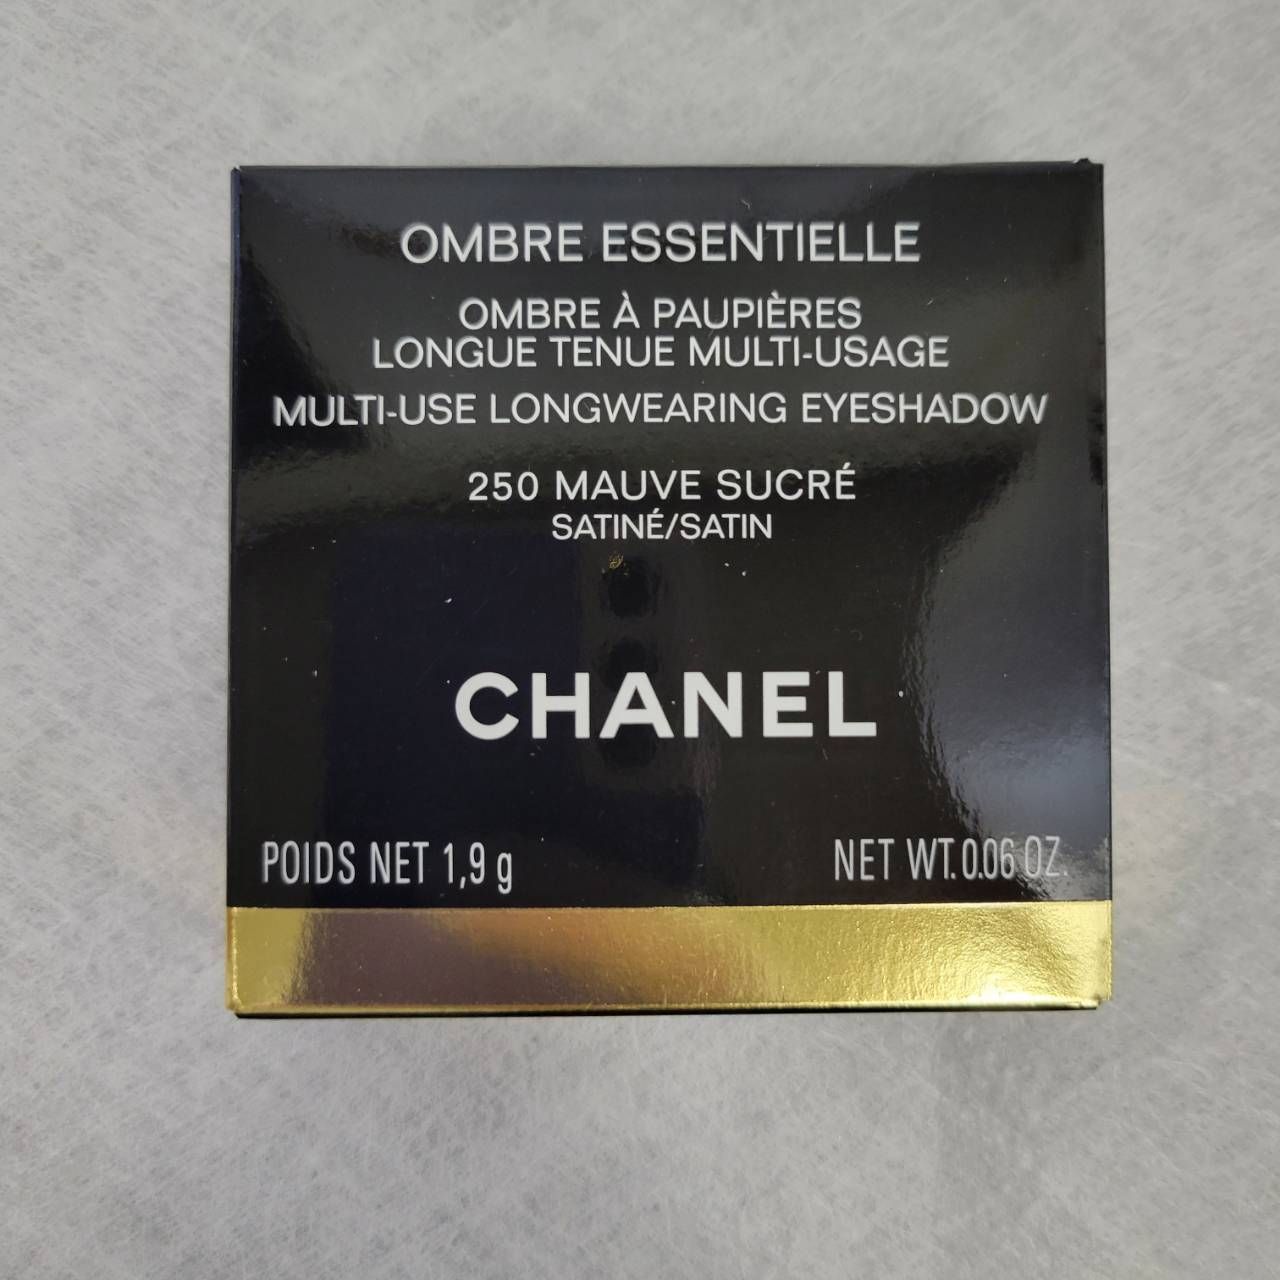 OMBRE ESSENTIELLE
OMBRE À PAUPIÈRES
LONGUE TENUE MULTI-USAGE
MULTI-USE LONGWEARING EYESHADOW
250 MAUVE SUCRÉ
SATINÉ/SATIN
CHANEL
POIDS NET 1,9 g
NET WT. 0.06 OZ.